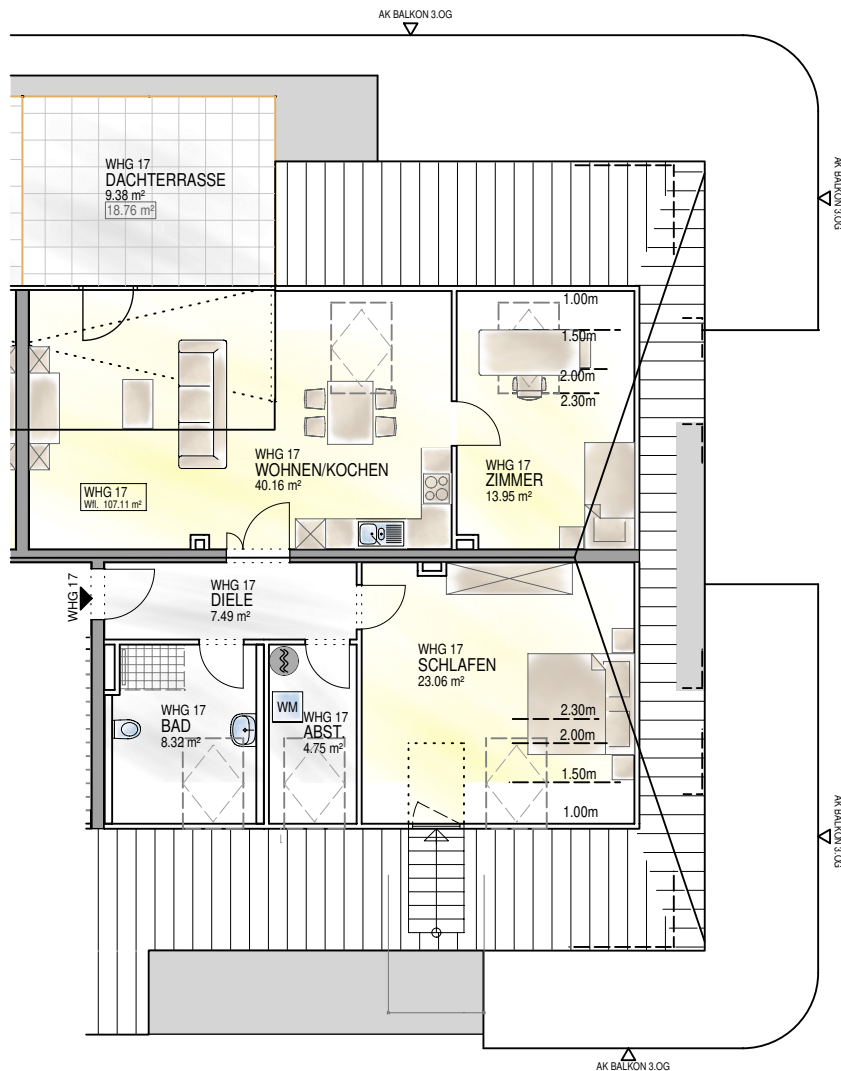 AK BALKON 3.OG
AK BALKON 3.OG
WHG 17
DACHTERRASSE
9.38 m²
18.76 m²
1.00m
1.50m
2.00m
2.30m
WHG 17
WOHNEN/KOCHEN
40.16 m²
WHG 17
ZIMMER
13.95 m²
WHG 17
Wfl. 107.11 m²
WHG 17
WHG 17
DIELE
7.49 m²
WHG 17
SCHLAFEN
23.06 m²
WHG 17
BAD
8.32 m²
WM
WHG 17
ABST.
4.75 m²
2.30m
2.00m
1.50m
1.00m
AK BALKON 3.OG
AK BALKON 3.OG